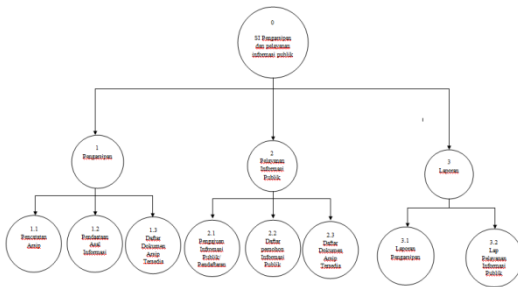 0
SI Pengarsipan
dan pelayanan
informasi publik
1
Pengarsipan
2
Pelayanan
Informasi
Publik
3
Laporan
1.1
Pencatatan
Arsip
1.2
Asal
Informasi
1.3
Daftar
Dokumen
Arsip
Tersedia
2.1
Pengajuan
Informasi
Publik/
Pendaftaran
2.2
Daftar
pemohon
Informasi
Publik
2.3
Daftar
Dokumen
Arsip
Tersedia
3.1
Laporan
Pengarsipan
3.2
Lap
Pelayanan
Informasi
Publik